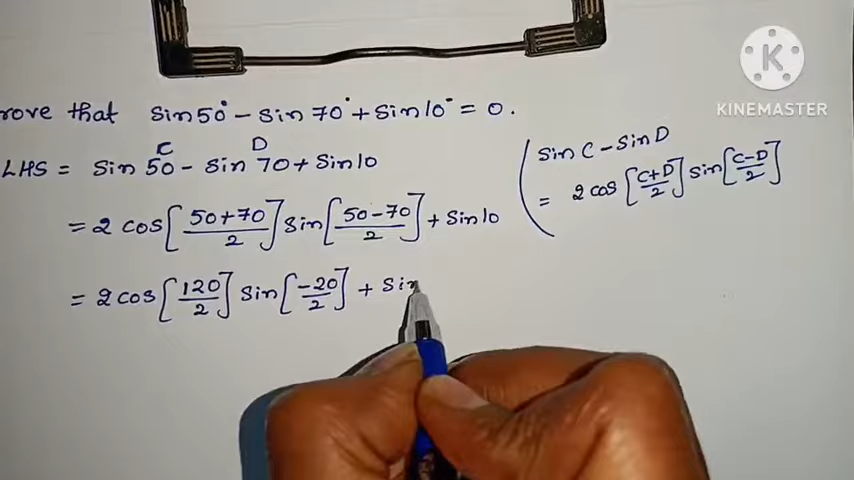 rove that sin50° - sin 70° + sin10° = 0.
C D
LHS = sin 50 - sin 70 + sin10
= 2 cos [50+70/2] sin [50-70/2] + sin10
= 2 cos [120/2] sin [-20/2] + sin
( sin C - sin D
= 2 cos [C+D/2] sin [C-D/2]
K
KINEMASTER